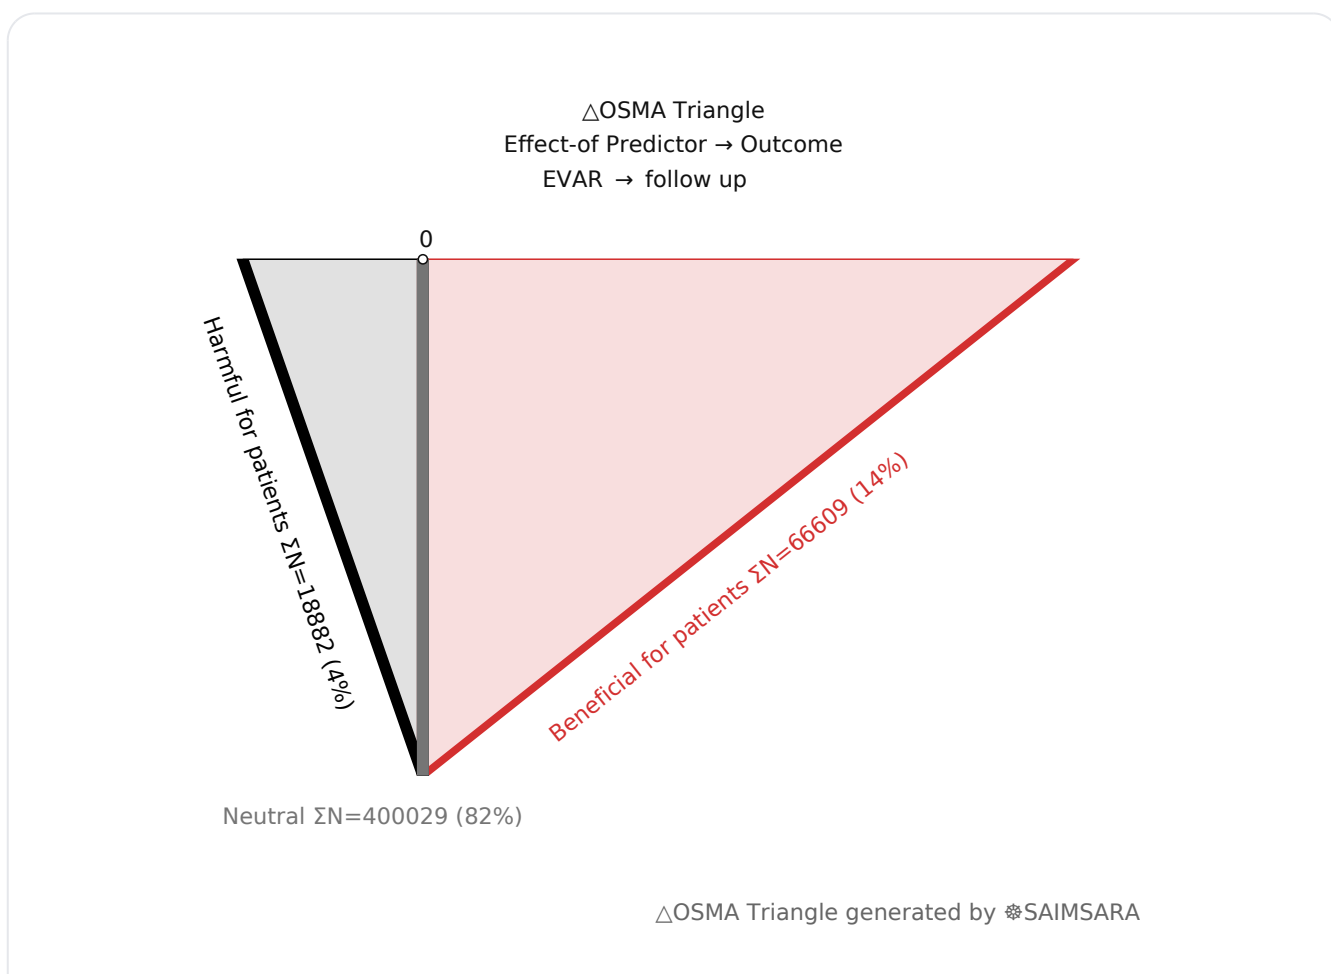 △OSMA Triangle
Effect-of Predictor → Outcome
EVAR → follow up
0
Harmful for patients ΣN=18882 (4%)
Beneficial for patients ΣN=66609 (14%)
Neutral ΣN=400029 (82%)
△OSMA Triangle generated by ☸SAIMSARA